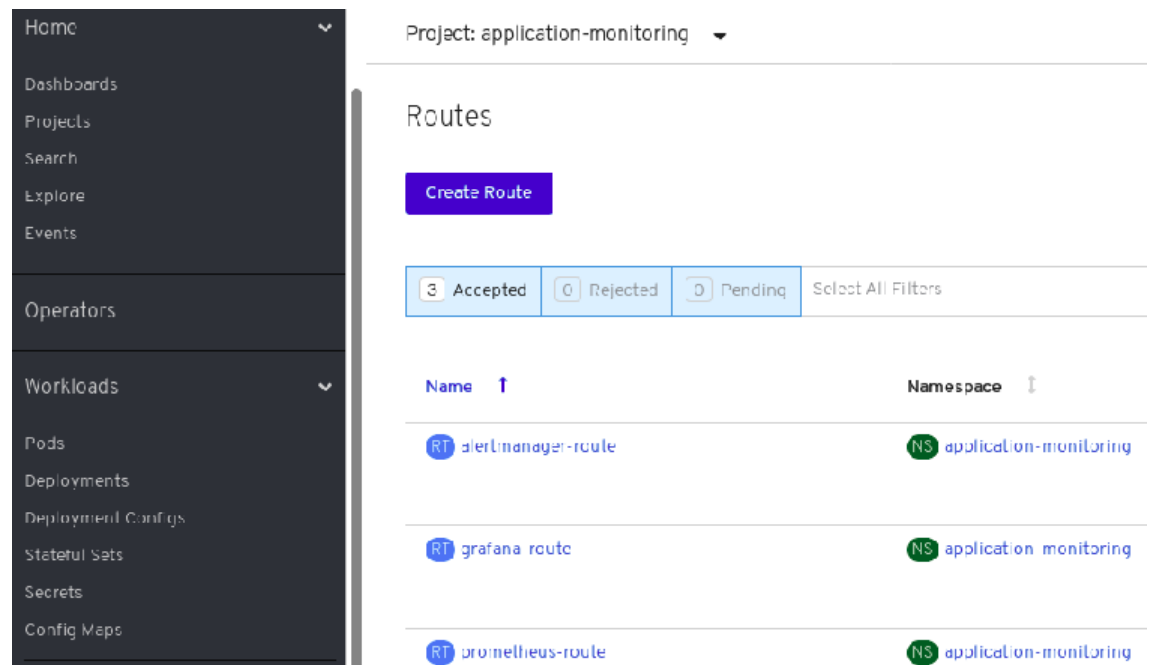 Home
Dashboards
Projects
Search
Explore
Events
Operators
Workloads
Pods
Deployments
Deployment Configs
Stateful Sets
Secrets
Config Maps
Project: application-monitoring
Routes
Create Route
3 Accepted 0 Rejected 0 Pending Select All Filters
Name Namespace
RT alertmanager-route NS application-monitoring
RT grafana-route NS application-monitoring
RT prometheus-route NS application-monitoring